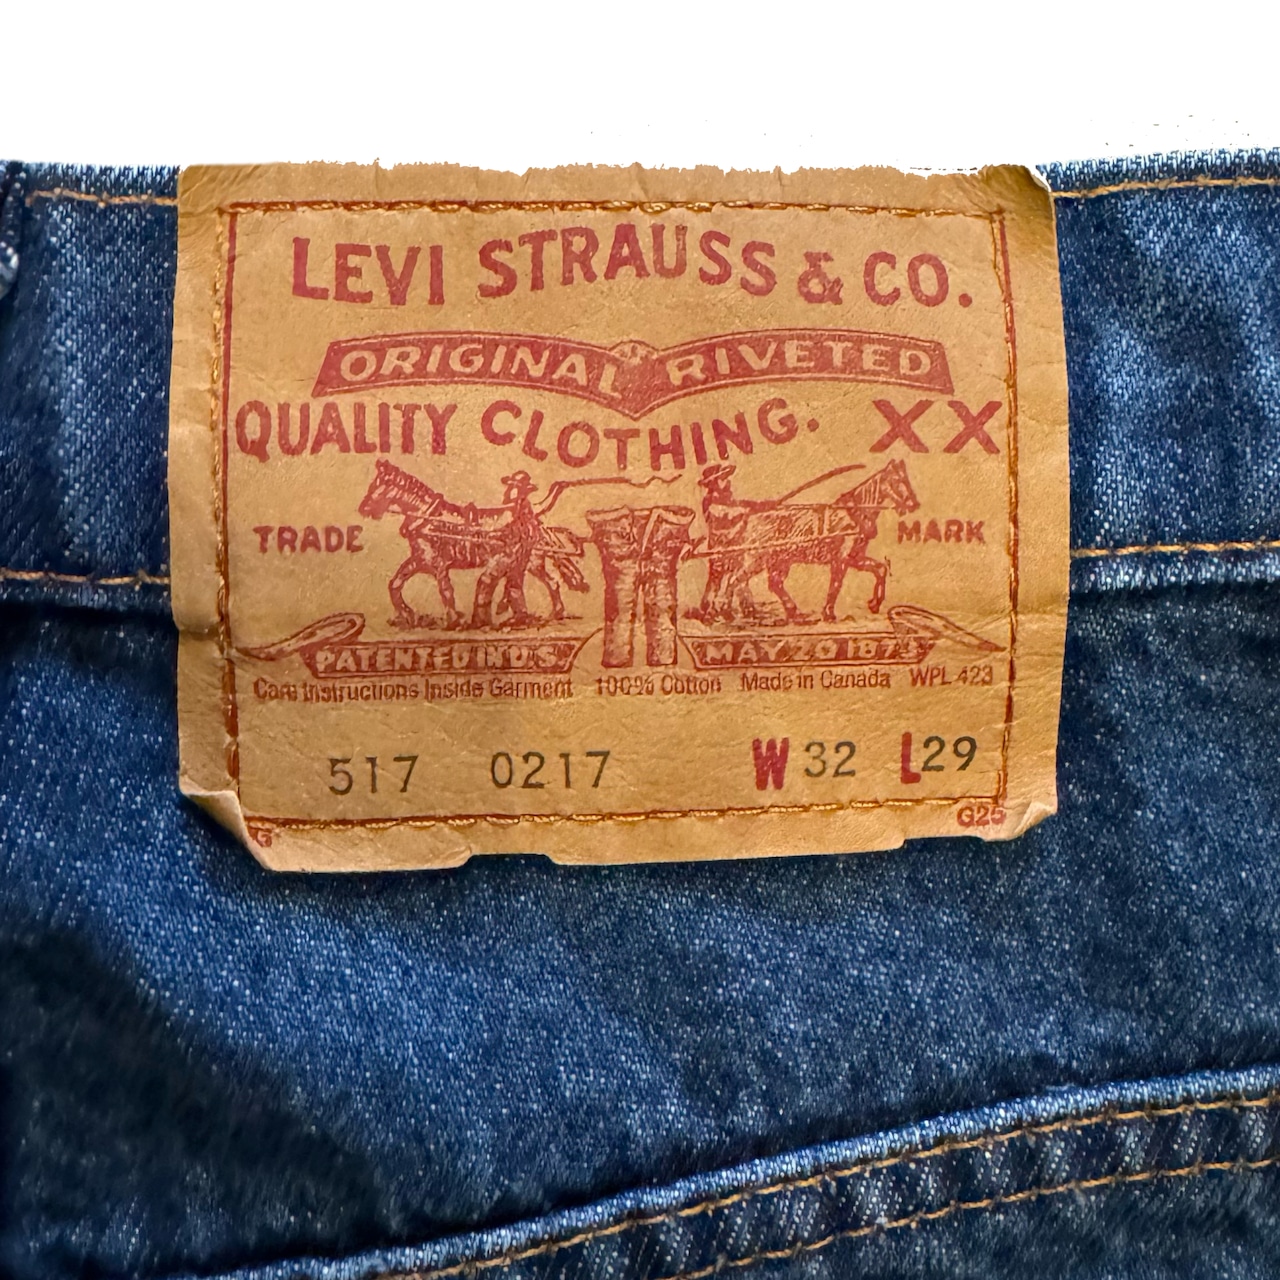 LEVI STRAUSS & CO.
ORIGINAL RIVETED
QUALITY CLOTHING. XX
TRADE MARK
PATENTED IN U.S. MAY 20 1873
Care Instructions Inside Garment 100% Cotton Made in Canada WPL 423
517 0217 W 32 L 29
G G25